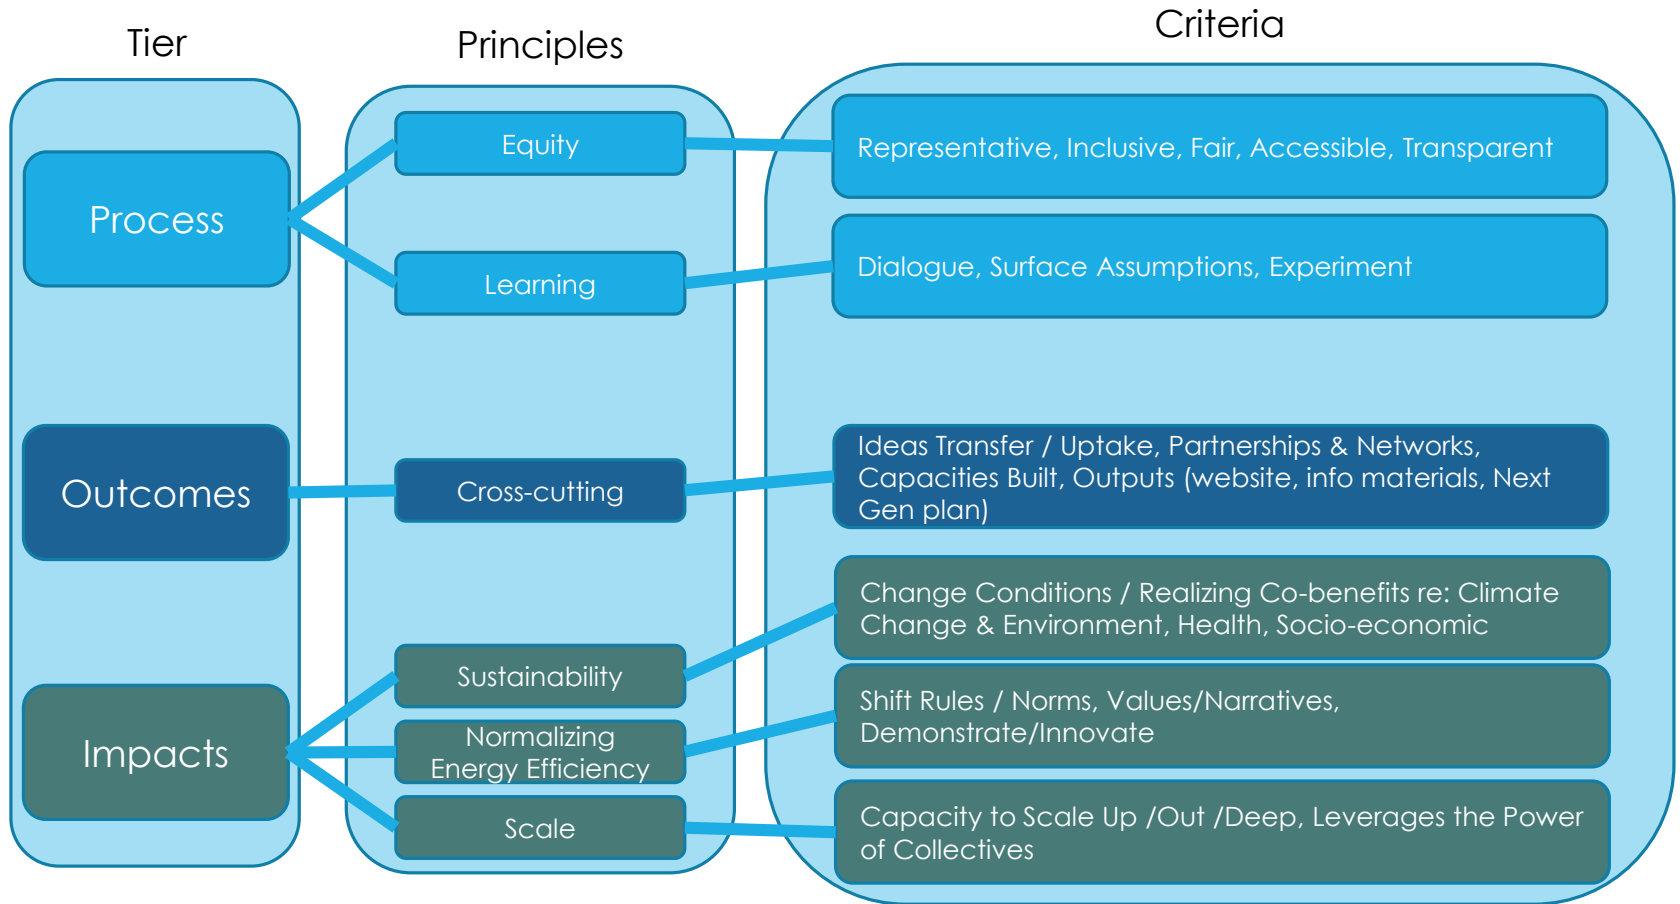 Tier
Principles
Criteria
Process
Equity
Representative, Inclusive, Fair, Accessible, Transparent
Learning
Dialogue, Surface Assumptions, Experiment
Outcomes
Cross-cutting
Ideas Transfer / Uptake, Partnerships & Networks,
Capacities Built, Outputs (website, info materials, Next
Gen plan)
Impacts
Sustainability
Change Conditions / Realizing Co-benefits re: Climate
Change & Environment, Health, Socio-economic
Normalizing
Energy Efficiency
Shift Rules / Norms, Values/Narratives,
Demonstrate/Innovate
Scale
Capacity to Scale Up /Out /Deep, Leverages the Power
of Collectives